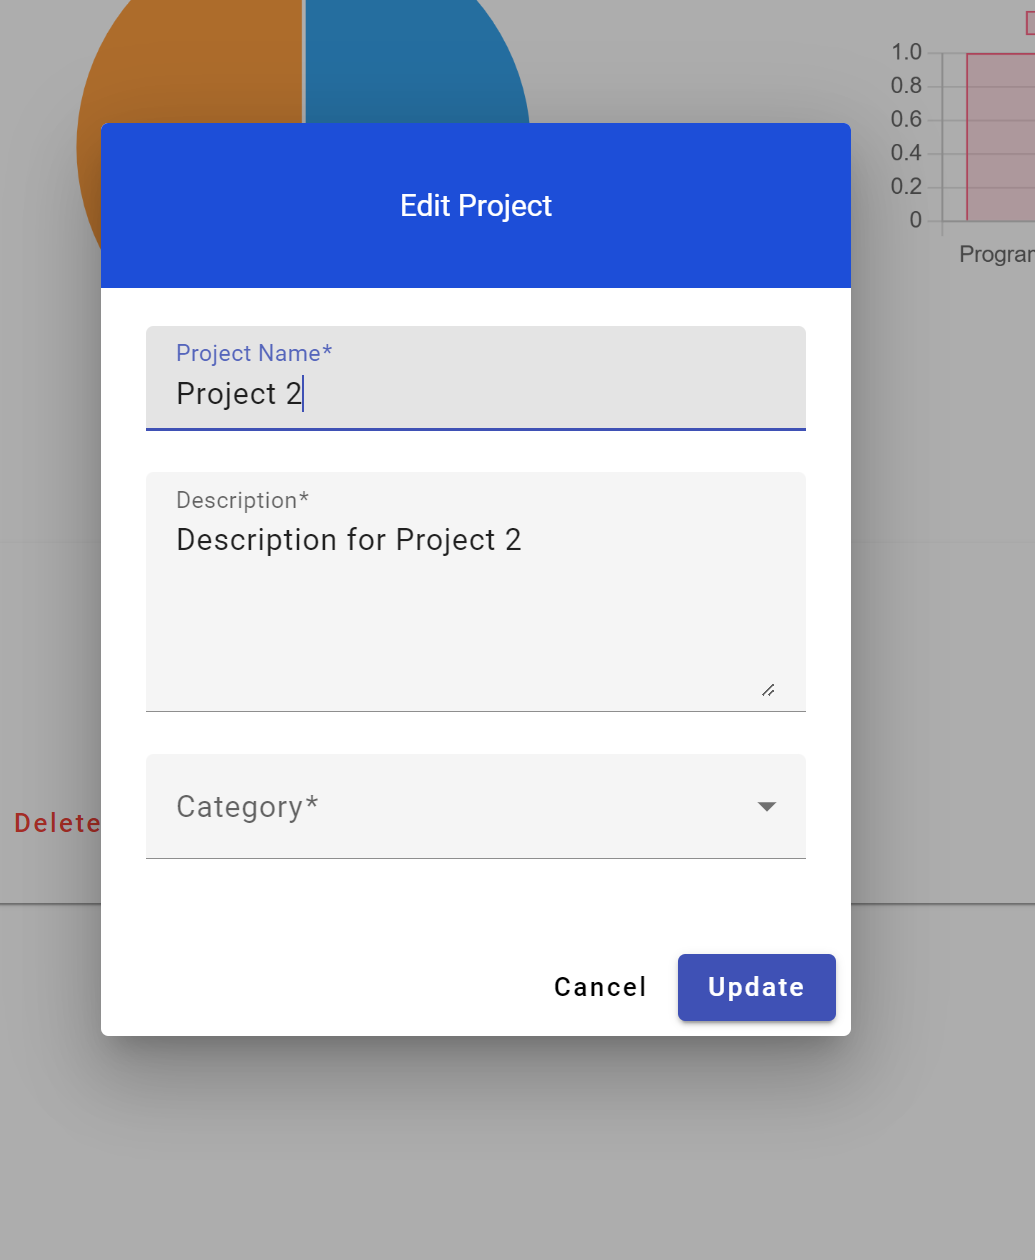 1.0
0.8
0.6
0.4
0.2
0
Edit Project
Project Name*
Project 2
Description*
Description for Project 2
Category*
Delete
Cancel
Update